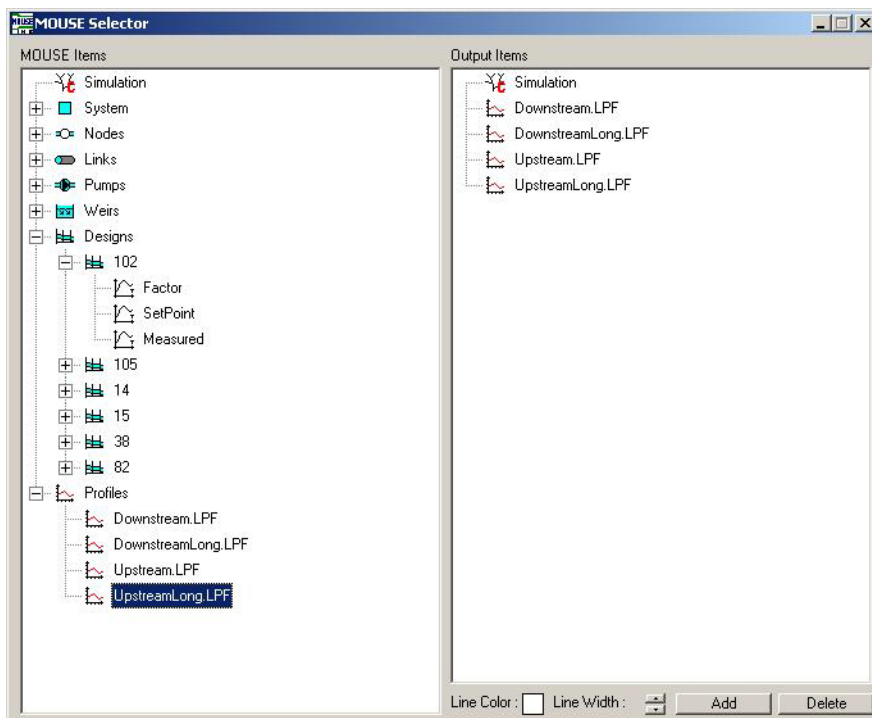 MOUSE Selector
MOUSE Items
Simulation
System
Nodes
Links
Pumps
Weirs
Designs
102
Factor
SetPoint
Measured
105
14
15
38
82
Profiles
Downstream.LPF
DownstreamLong.LPF
Upstream.LPF
UpstreamLong.LPF
Output Items
Simulation
Downstream.LPF
DownstreamLong.LPF
Upstream.LPF
UpstreamLong.LPF
Line Color : Line Width : Add Delete